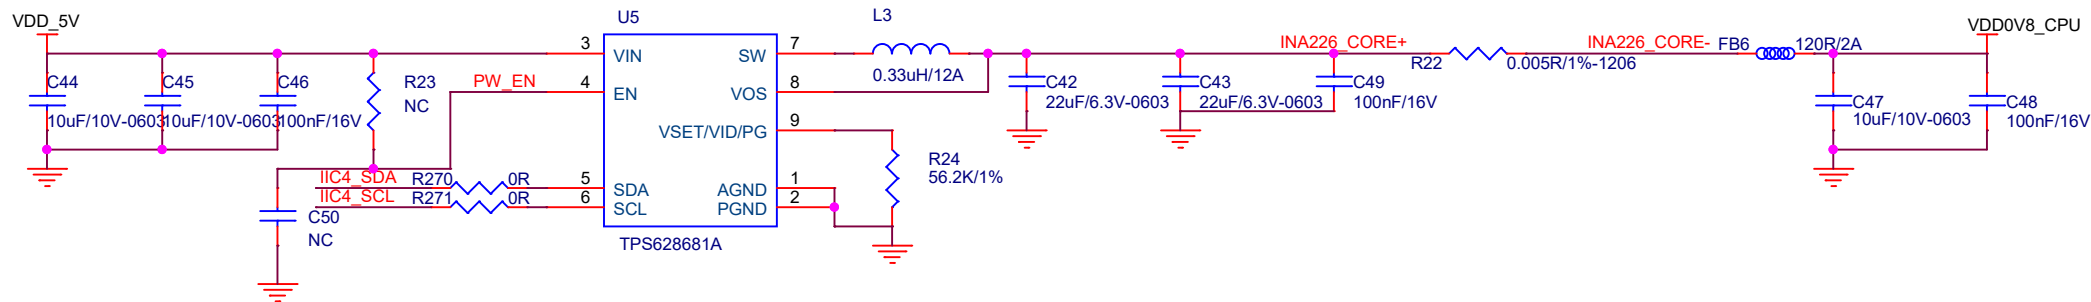 VDD_5V
U5
L3
VDD0V8_CPU
3
VIN
SW
7
INA226_CORE+
INA226_CORE-
FB6
120R/2A
C44
C45
C46
R23
NC
PW_EN
4
EN
VOS
8
0.33uH/12A
C42
C43
C49
R22
0.005R/1%-1206
10uF/10V-0603
10uF/10V-0603
100nF/16V
22uF/6.3V-0603
22uF/6.3V-0603
100nF/16V
C47
10uF/10V-0603
C48
100nF/16V
VSET/VID/PG
9
R24
56.2K/1%
IIC4_SDA
R270
0R
5
SDA
AGND
1
IIC4_SCL
R271
0R
6
SCL
PGND
2
C50
NC
TPS628681A